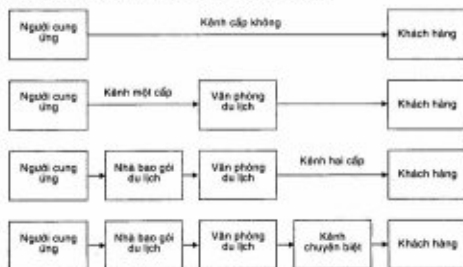 Kênh cấp không
Người cung
ứng
Khách hàng
Kênh một cấp
Người cung
ứng
Văn phòng
du lịch
Khách hàng
Kênh hai cấp
Người cung
ứng
Nhà bao gói
du lịch
Văn phòng
du lịch
Khách hàng
Người cung
ứng
Nhà bao gói
du lịch
Văn phòng
du lịch
Kênh
chuyên biệt
Khách hàng